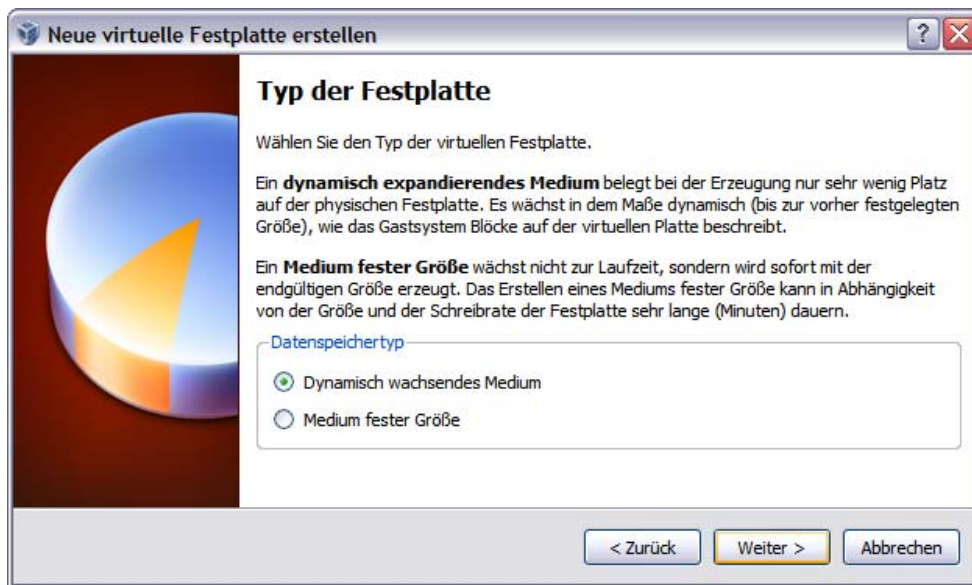 Neue virtuelle Festplatte erstellen
?
Typ der Festplatte
Wählen Sie den Typ der virtuellen Festplatte.
Ein dynamisch expandierendes Medium belegt bei der Erzeugung nur sehr wenig Platz
auf der physischen Festplatte. Es wächst in dem Maße dynamisch (bis zur vorher festgelegten
Größe), wie das Gastsystem Blöcke auf der virtuellen Platte beschreibt.
Ein Medium fester Größe wächst nicht zur Laufzeit, sondern wird sofort mit der
endgültigen Größe erzeugt. Das Erstellen eines Mediums fester Größe kann in Abhängigkeit
von der Größe und der Schreibrate der Festplatte sehr lange (Minuten) dauern.
Datenspeichertyp
Dynamisch wachsendes Medium
Medium fester Größe
< Zurück
Weiter >
Abbrechen